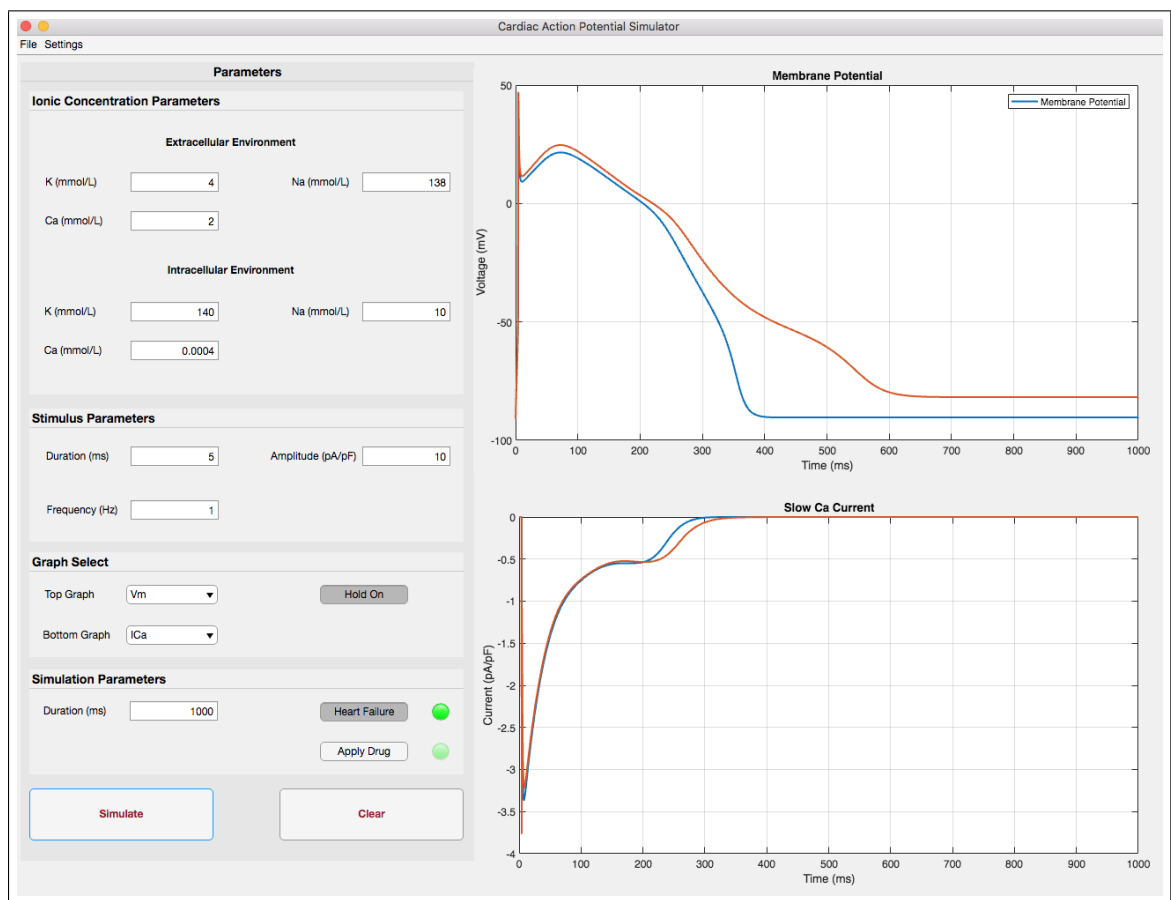 Cardiac Action Potential Simulator
File Settings
Parameters
Ionic Concentration Parameters
Extracellular Environment
K (mmol/L) 4 Na (mmol/L) 138
Ca (mmol/L) 2
Intracellular Environment
K (mmol/L) 140 Na (mmol/L) 10
Ca (mmol/L) 0.0004
Stimulus Parameters
Duration (ms) 5 Amplitude (pA/pF) 10
Frequency (Hz) 1
Graph Select
Top Graph Vm Hold On
Bottom Graph ICa
Simulation Parameters
Duration (ms) 1000 Heart Failure
Apply Drug
Simulate Clear
Membrane Potential
Membrane Potential
Voltage (mV)
50
0
-50
-100
0 100 200 300 400 500 600 700 800 900 1000
Time (ms)
Slow Ca Current
Current (pA/pF)
0
-0.5
-1
-1.5
-2
-2.5
-3
-3.5
-4
0 100 200 300 400 500 600 700 800 900 1000
Time (ms)